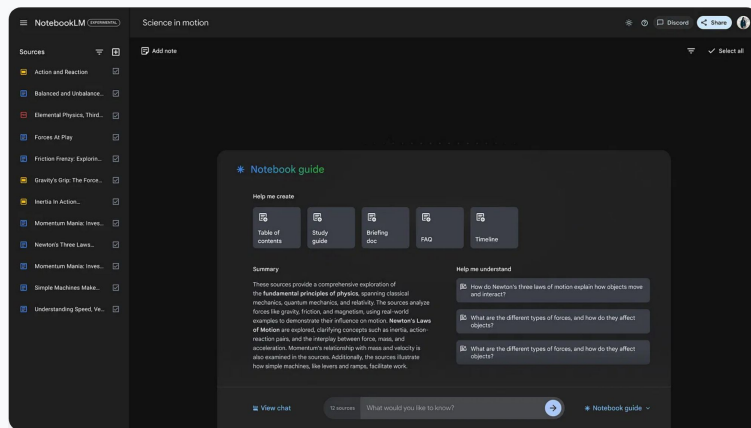 NotebookLM EXPERIMENTAL
Science in motion
Discord
Share
Sources
Add note
Select all
Action and Reaction
Balanced and Unbalance...
Elemental Physics, Third...
Forces At Play
Friction Frenzy: Explorin...
Gravity's Grip: The Force...
Inertia In Action...
Momentum Mania: Inves...
Newton's Three Laws...
Momentum Mania: Inves...
Simple Machines Make...
Understanding Speed, Ve...
Notebook guide
Help me create
Table of
contents
Study
guide
Briefing
doc
FAQ
Timeline
Summary
These sources provide a comprehensive exploration of
the fundamental principles of physics, spanning classical
mechanics, quantum mechanics, and relativity. The sources analyze
forces like gravity, friction, and magnetism, using real-world
examples to demonstrate their influence on motion. Newton's Laws
of Motion are explored, clarifying concepts such as inertia, action-
reaction pairs, and the interplay between force, mass, and
acceleration. Momentum's relationship with mass and velocity is
also examined in the sources. Additionally, the sources illustrate
how simple machines, like levers and ramps, facilitate work.
Help me understand
How do Newton's three laws of motion explain how objects move
and interact?
What are the different types of forces, and how do they affect
objects?
What are the different types of forces, and how do they affect
objects?
View chat
12 sources
What would you like to know?
Notebook guide